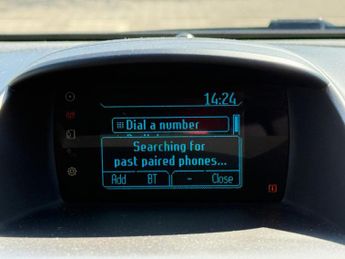 14:24
Dial a number
Searching for
past paired phones...
Add BT - Close